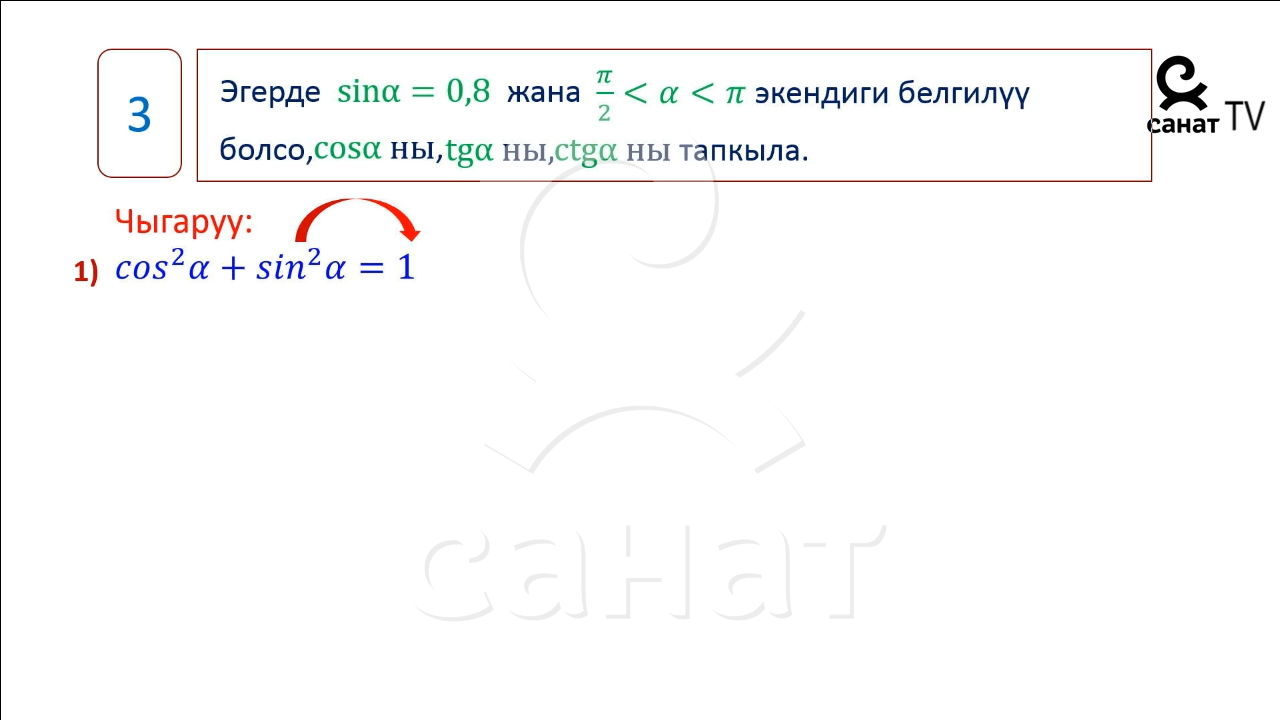 3
Эгерде sinα = 0,8 жана π/2 < α < π экендиги белгилүү
болсо,cosα ны,tgα ны,ctgα ны тапкыла.
санат TV
Чыгаруу:
1) cos²α + sin²α = 1
санат